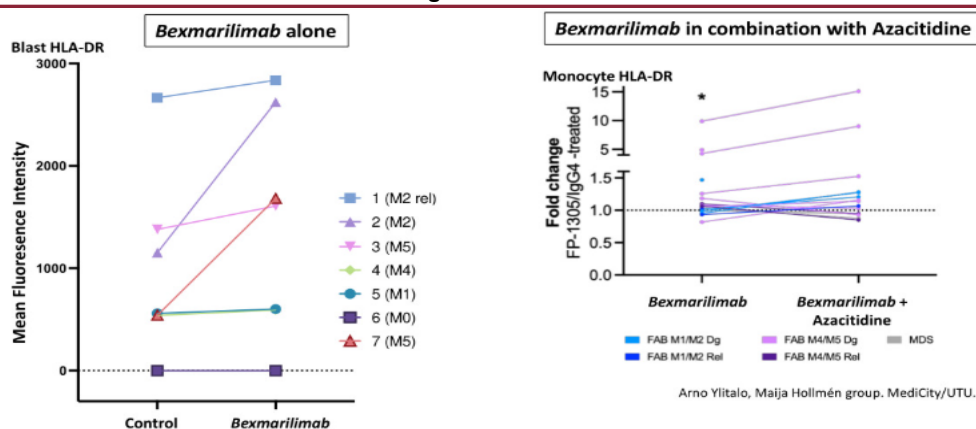 Bexmarilimab alone
Blast HLA-DR
Mean Fluoresence Intensity
3000
2000
1000
0
Control
Bexmarilimab
1 (M2 rel)
2 (M2)
3 (M5)
4 (M4)
5 (M1)
6 (M0)
7 (M5)
Bexmarilimab in combination with Azacitidine
Monocyte HLA-DR
Fold change
FP-1305/IgG4 -treated
15
10
5
1.5
1.0
0.5
0.0
*
Bexmarilimab
Bexmarilimab +
Azacitidine
FAB M1/M2 Dg
FAB M4/M5 Dg
MDS
FAB M1/M2 Rel
FAB M4/M5 Rel
Arno Ylitalo, Maija Hollmén group. MediCity/UTU.